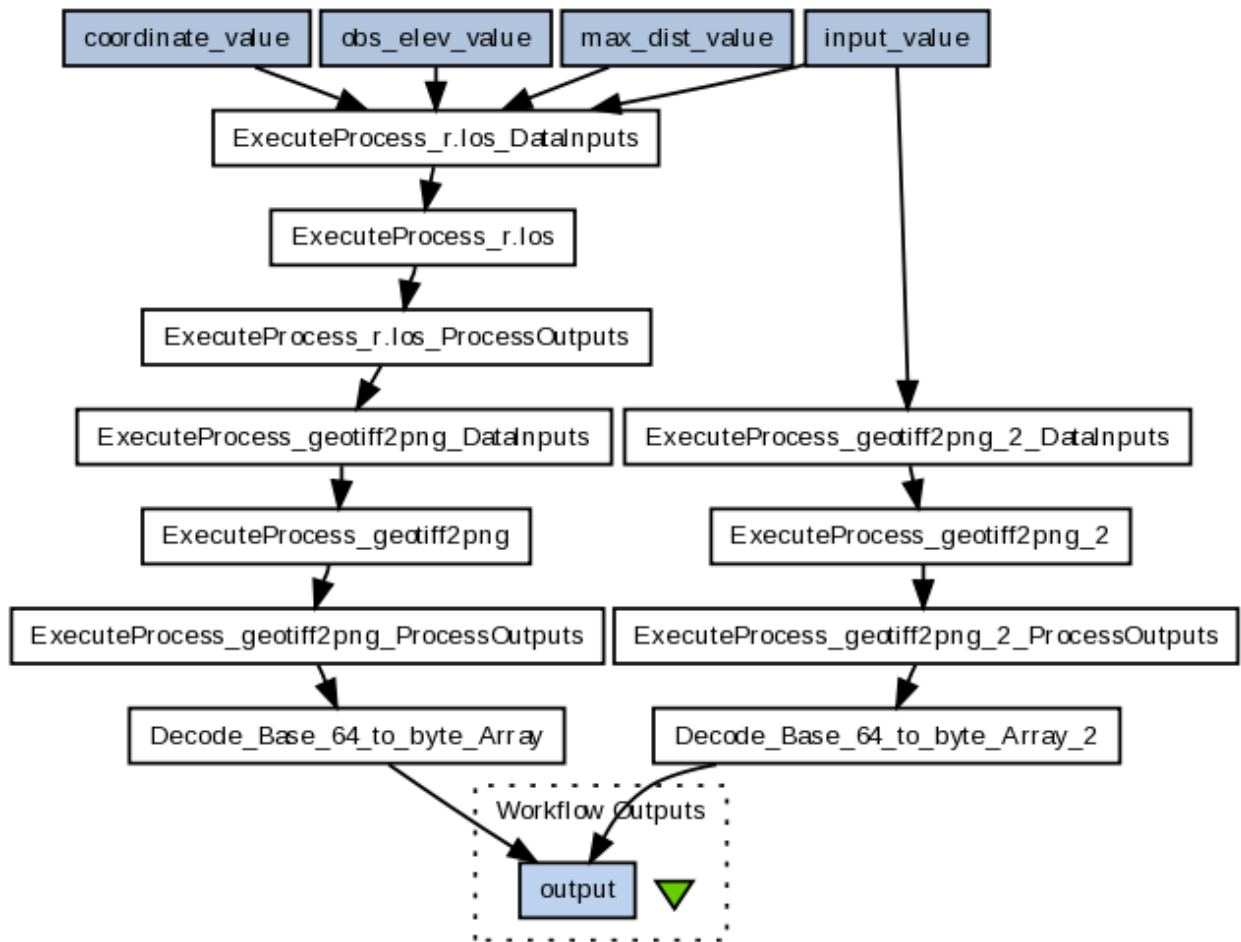 coordinate_value
obs_elev_value
max_dist_value
input_value
ExecuteProcess_r.los_DataInputs
ExecuteProcess_r.los
ExecuteProcess_r.los_ProcessOutputs
ExecuteProcess_geotiff2png_DataInputs
ExecuteProcess_geotiff2png_2_DataInputs
ExecuteProcess_geotiff2png
ExecuteProcess_geotiff2png_2
ExecuteProcess_geotiff2png_ProcessOutputs
ExecuteProcess_geotiff2png_2_ProcessOutputs
Decode_Base_64_to_byte_Array
Decode_Base_64_to_byte_Array_2
Workflow Outputs
output